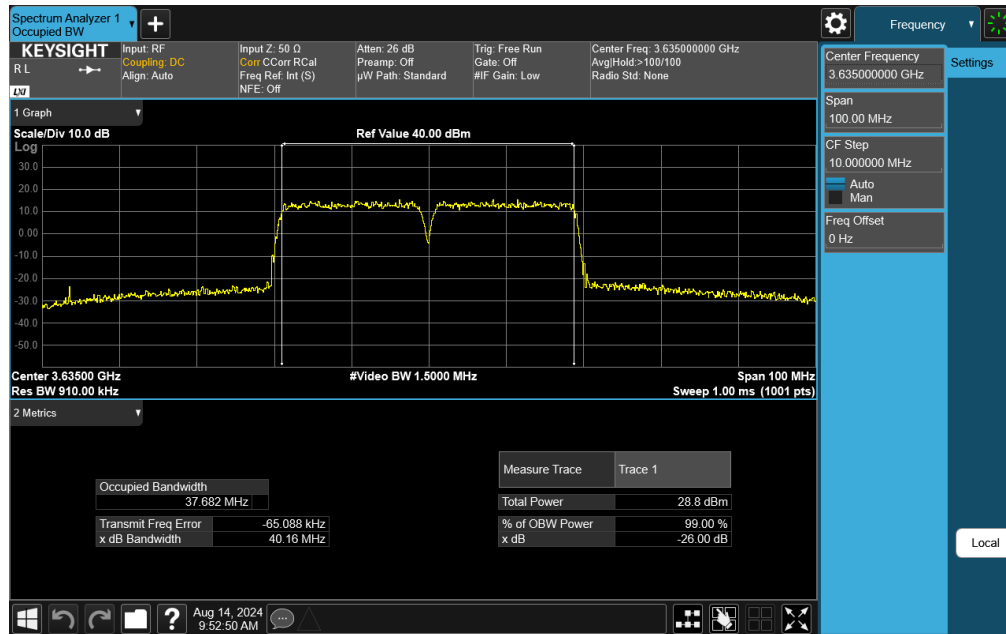 Spectrum Analyzer 1
Occupied BW
Frequency
KEYSIGHT
R L
LXI
Input: RF
Coupling: DC
Align: Auto
Input Z: 50 Ω
Corr CCorr RCal
Freq Ref: Int (S)
NFE: Off
Atten: 26 dB
Preamp: Off
µW Path: Standard
Trig: Free Run
Gate: Off
#IF Gain: Low
Center Freq: 3.635000000 GHz
Avg|Hold:>100/100
Radio Std: None
Center Frequency
3.635000000 GHz
Settings
Span
100.00 MHz
CF Step
10.000000 MHz
Auto
Man
Freq Offset
0 Hz
Local
1 Graph
Scale/Div 10.0 dB
Ref Value 40.00 dBm
Log
30.0
20.0
10.0
0.00
-10.0
-20.0
-30.0
-40.0
-50.0
Center 3.63500 GHz
#Video BW 1.5000 MHz
Span 100 MHz
Res BW 910.00 kHz
Sweep 1.00 ms (1001 pts)
2 Metrics
Measure Trace Trace 1
Occupied Bandwidth
37.682 MHz
Total Power 28.8 dBm
Transmit Freq Error -65.088 kHz
% of OBW Power 99.00 %
x dB Bandwidth 40.16 MHz
x dB -26.00 dB
?
Aug 14, 2024
9:52:50 AM